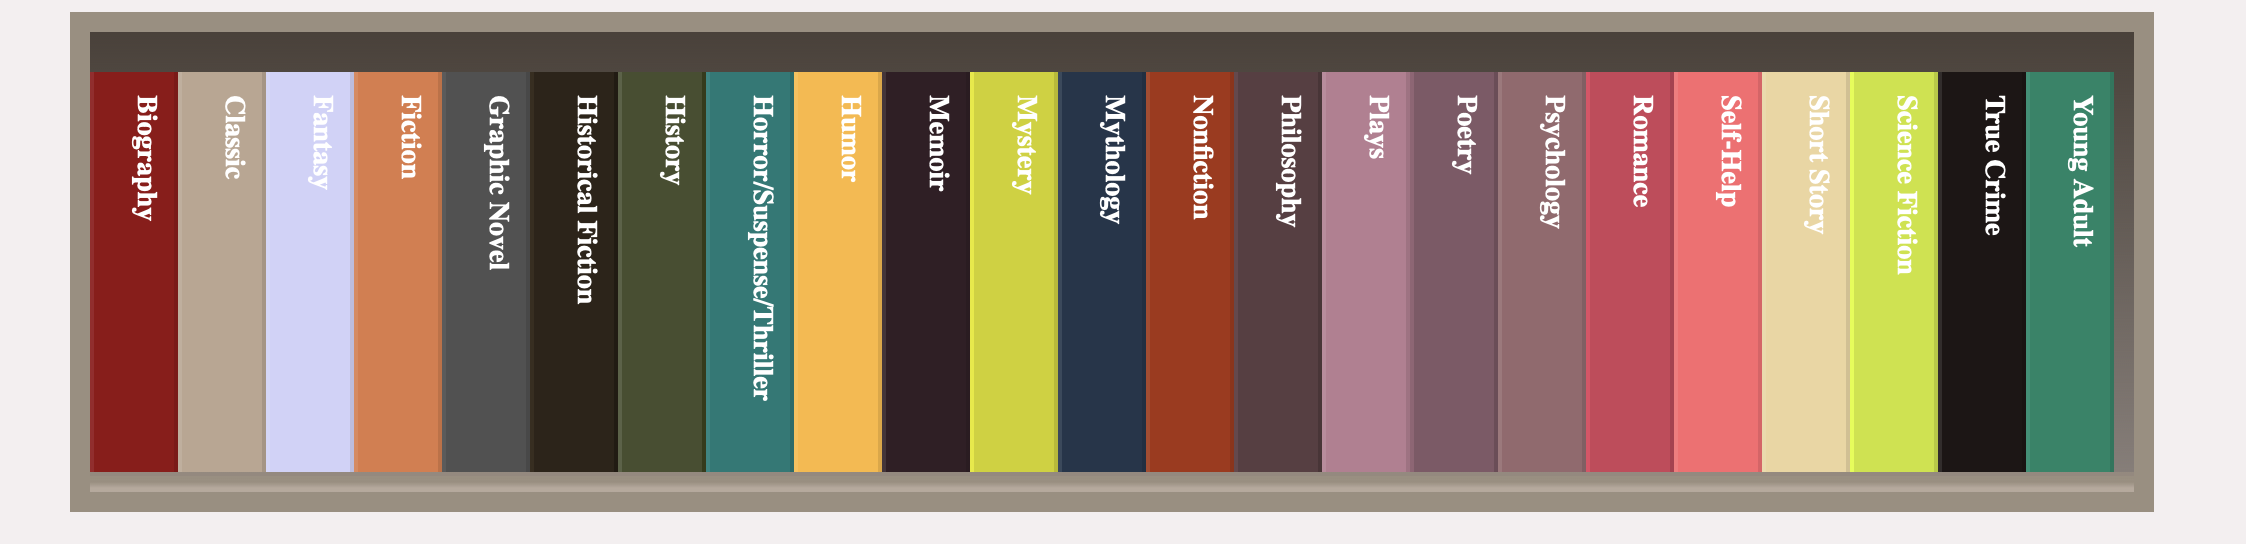 Biography
Classic
Fantasy
Fiction
Graphic Novel
Historical Fiction
History
Horror/Suspense/Thriller
Humor
Memoir
Mystery
Mythology
Nonfiction
Philosophy
Plays
Poetry
Psychology
Romance
Self-Help
Short Story
Science Fiction
True Crime
Young Adult